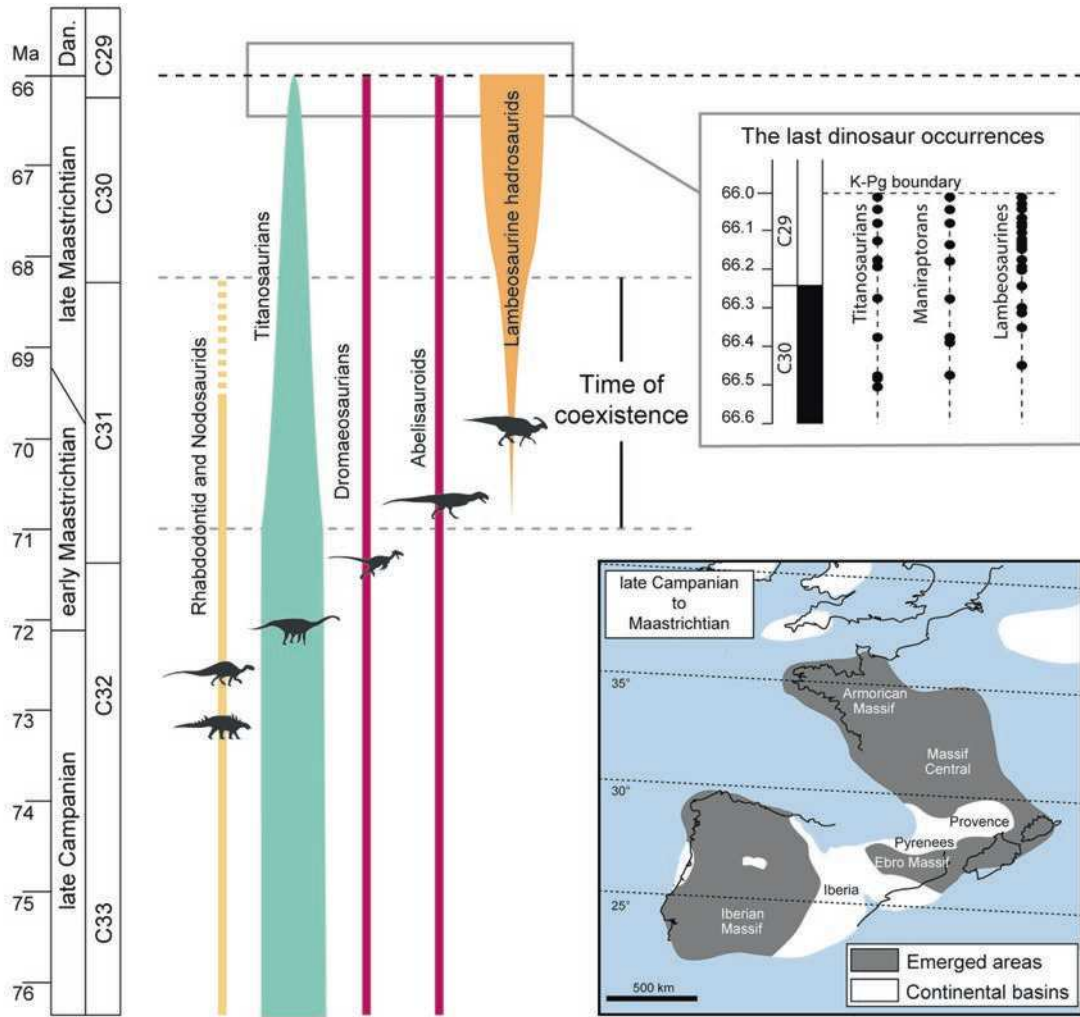 Ma
66
67
68
69
70
71
72
73
74
75
76
Dan.
late Maastrichtian
early Maastrichtian
late Campanian
C29
C30
C31
C32
C33
Rhabdodontid and Nodosaurids
Titanosaurians
Dromaeosaurians
Abelisauroids
Lambeosaurine hadrosaurids
Time of
coexistence
The last dinosaur occurrences
K-Pg boundary
66.0
66.1
66.2
66.3
66.4
66.5
66.6
C29
C30
Titanosaurians
Maniraptorans
Lambeosaurines
late Campanian
to
Maastrichtian
35°
30°
25°
Armorican
Massif
Massif
Central
Provence
Pyrenees
Ebro Massif
Iberia
Iberian
Massif
500 km
Emerged areas
Continental basins